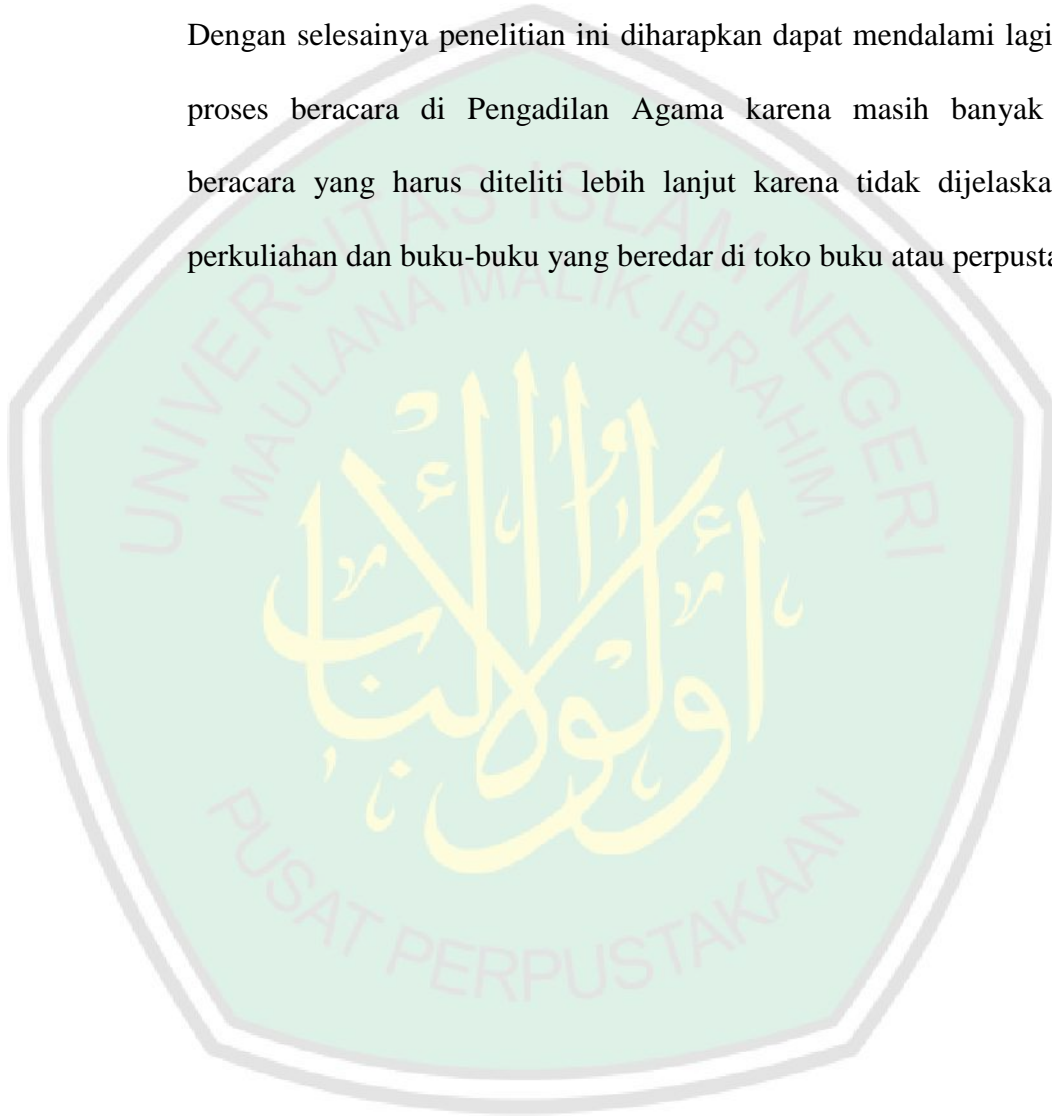 Dengan selesainya penelitian ini diharapkan dapat mendalami lagi
proses beracara di Pengadilan Agama karena masih banyak
beracara yang harus diteliti lebih lanjut karena tidak
perkuliahan dan buku-buku yang beredar di toko buku atau
UNIVERSITAS ISLAM NEGERI
MAULANA MALIK IBRAHIM
أولوا الألباب
PUSAT PERPUSTAKAAN